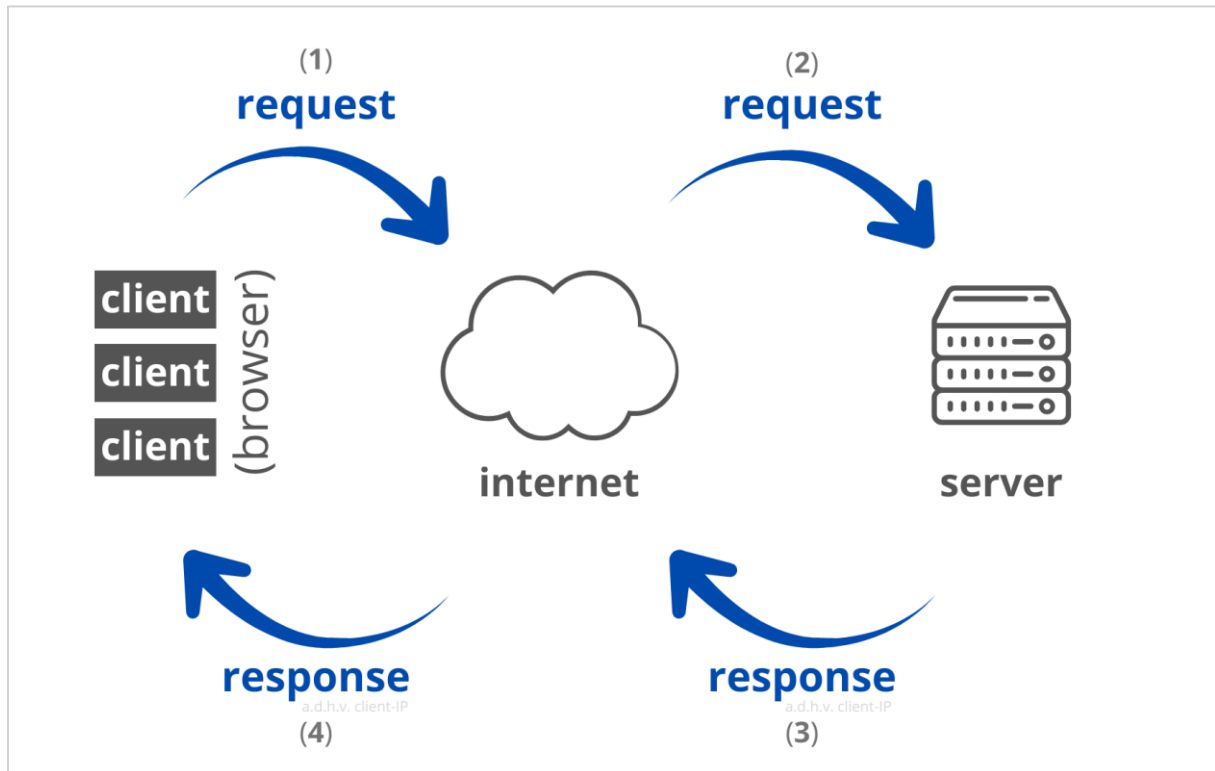 (1)
request
(2)
request
client
client
client
(browser)
internet
server
response
a.d.h.v. client-IP
(4)
response
a.d.h.v. client-IP
(3)